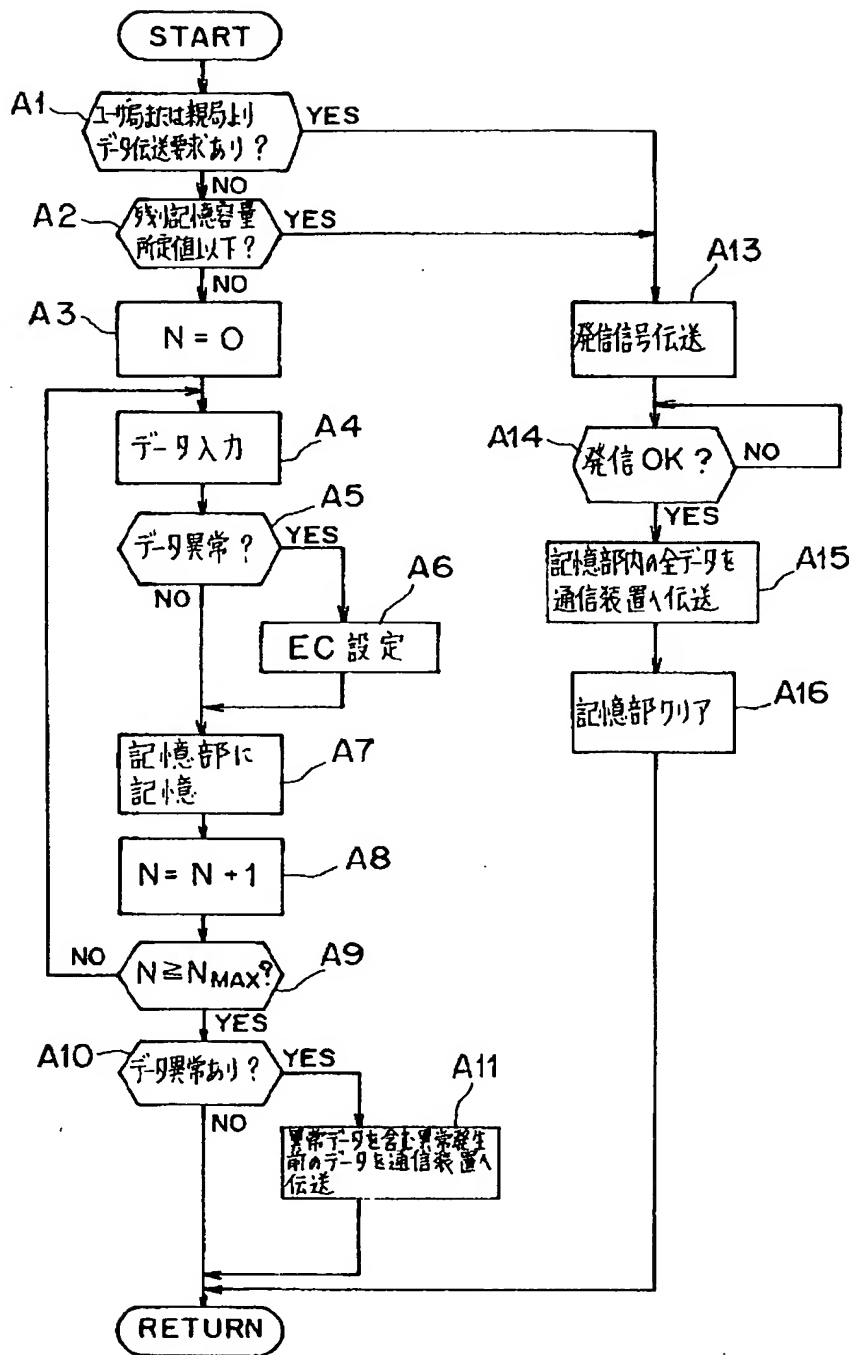 START
A1
ユーザ局または親局より
データ伝送要求あり?
YES
NO
A2
残り記憶容量
所定値以下?
YES
NO
A3
N = 0
A4
データ入力
A5
データ異常?
YES
NO
A6
EC 設定
A7
記憶部に
記憶
A8
N = N + 1
A9
N ≧ NMAX?
NO
YES
A10
データ異常あり?
YES
NO
A11
異常データを含む異常発生
前のデータを通信装置へ
伝送
A13
発信信号伝送
A14
発信 OK?
NO
YES
A15
記憶部内の全データを
通信装置へ伝送
A16
記憶部クリア
RETURN